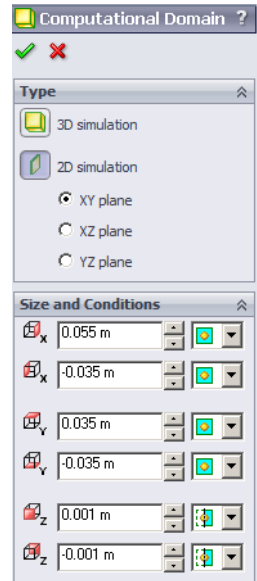 Computational Domain ?
Type
3D simulation
2D simulation
XY plane
XZ plane
YZ plane
Size and Conditions
X 0.055 m
X -0.035 m
Y 0.035 m
Y -0.035 m
Z 0.001 m
Z -0.001 m